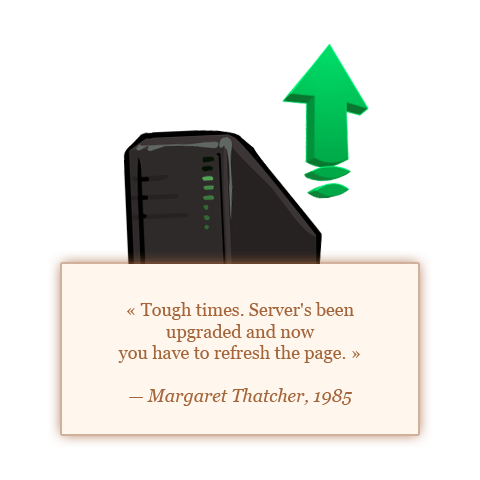 « Tough times. Server's been
upgraded and now
you have to refresh the page. »
— Margaret Thatcher, 1985